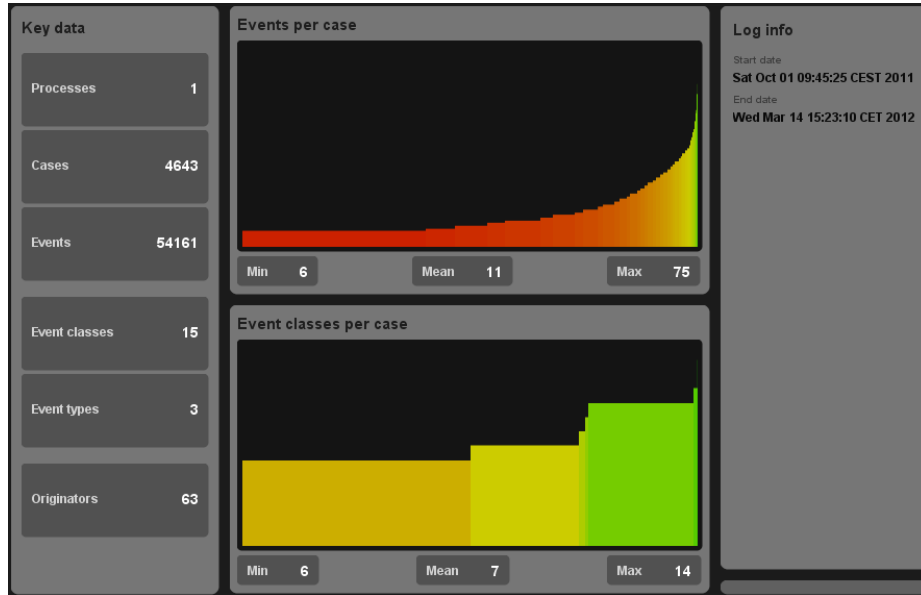 Key data
Processes 1
Cases 4643
Events 54161
Event classes 15
Event types 3
Originators 63
Events per case
Min 6 Mean 11 Max 75
Event classes per case
Min 6 Mean 7 Max 14
Log info
Start date
Sat Oct 01 09:45:25 CEST 2011
End date
Wed Mar 14 15:23:10 CET 2012